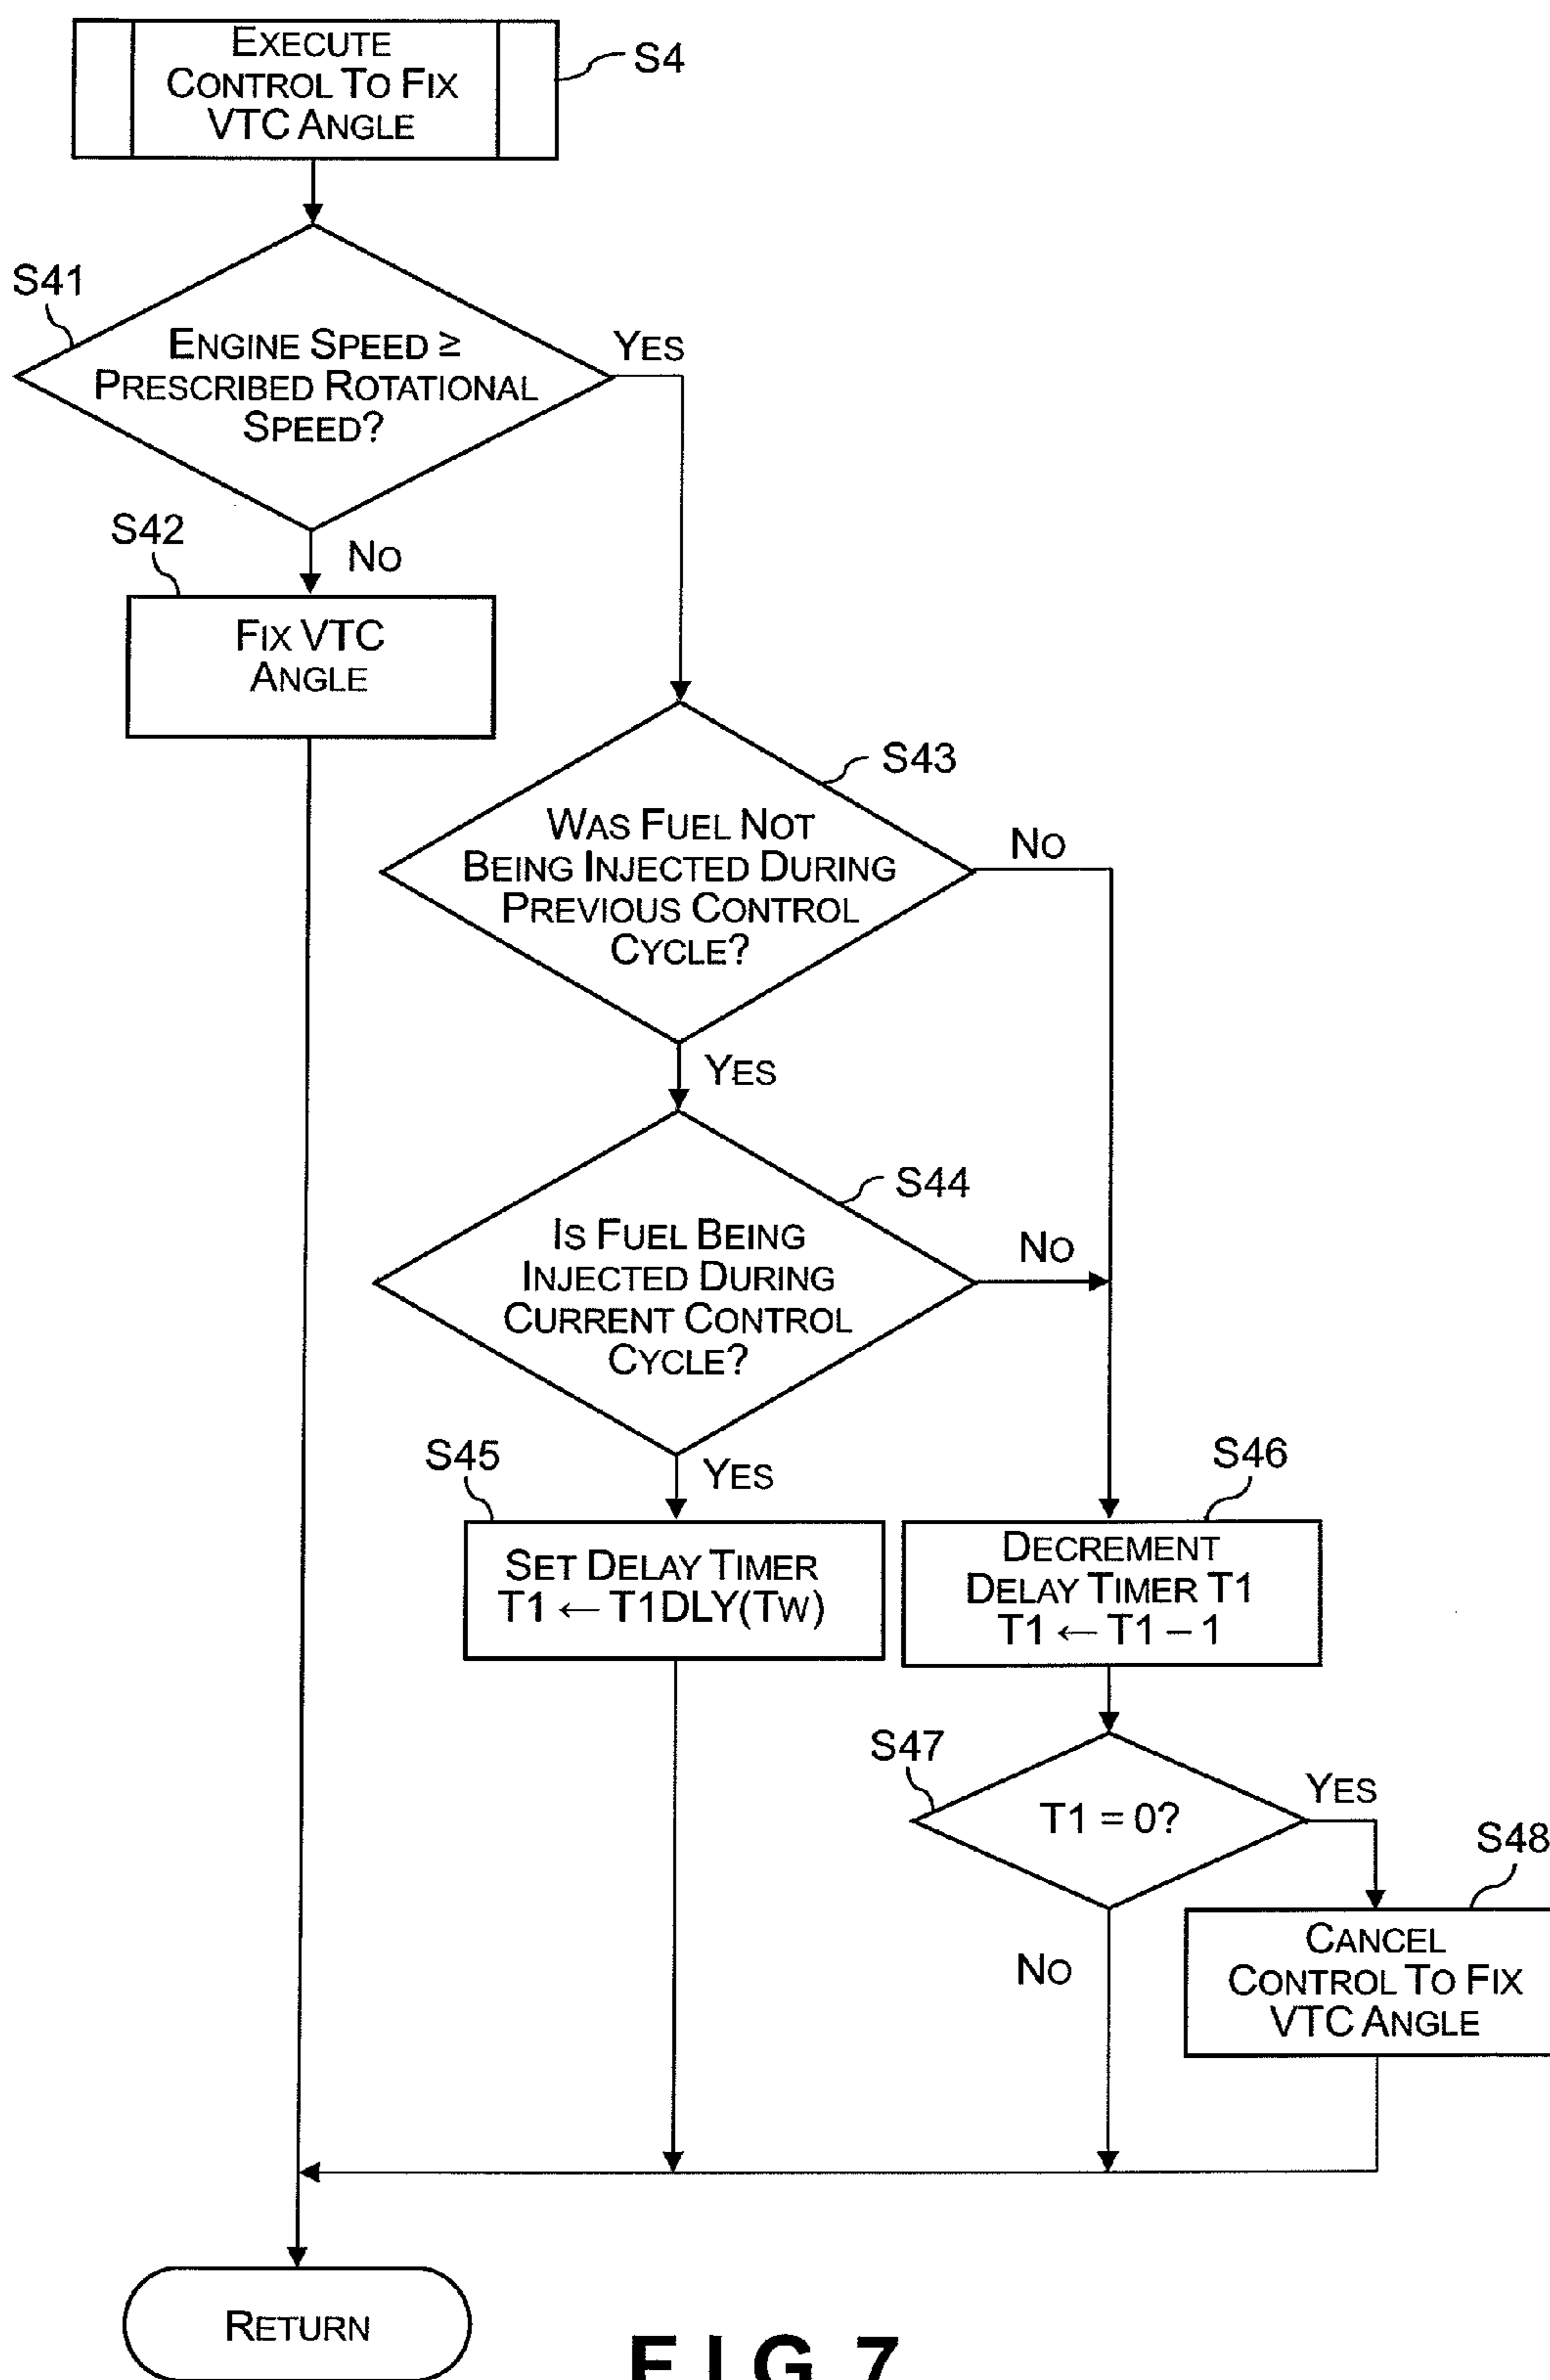 EXECUTE
CONTROL TO FIX
VTC ANGLE
S4
S41
ENGINE SPEED ≥
PRESCRIBED ROTATIONAL
SPEED?
YES
NO
S42
FIX VTC
ANGLE
S43
WAS FUEL NOT
BEING INJECTED DURING
PREVIOUS CONTROL
CYCLE?
NO
YES
S44
IS FUEL BEING
INJECTED DURING
CURRENT CONTROL
CYCLE?
NO
YES
S45
SET DELAY TIMER
T1 ← T1DLY(TW)
S46
DECREMENT
DELAY TIMER T1
T1 ← T1 – 1
S47
T1 = 0?
YES
NO
S48
CANCEL
CONTROL TO FIX
VTC ANGLE
RETURN
FIG 7